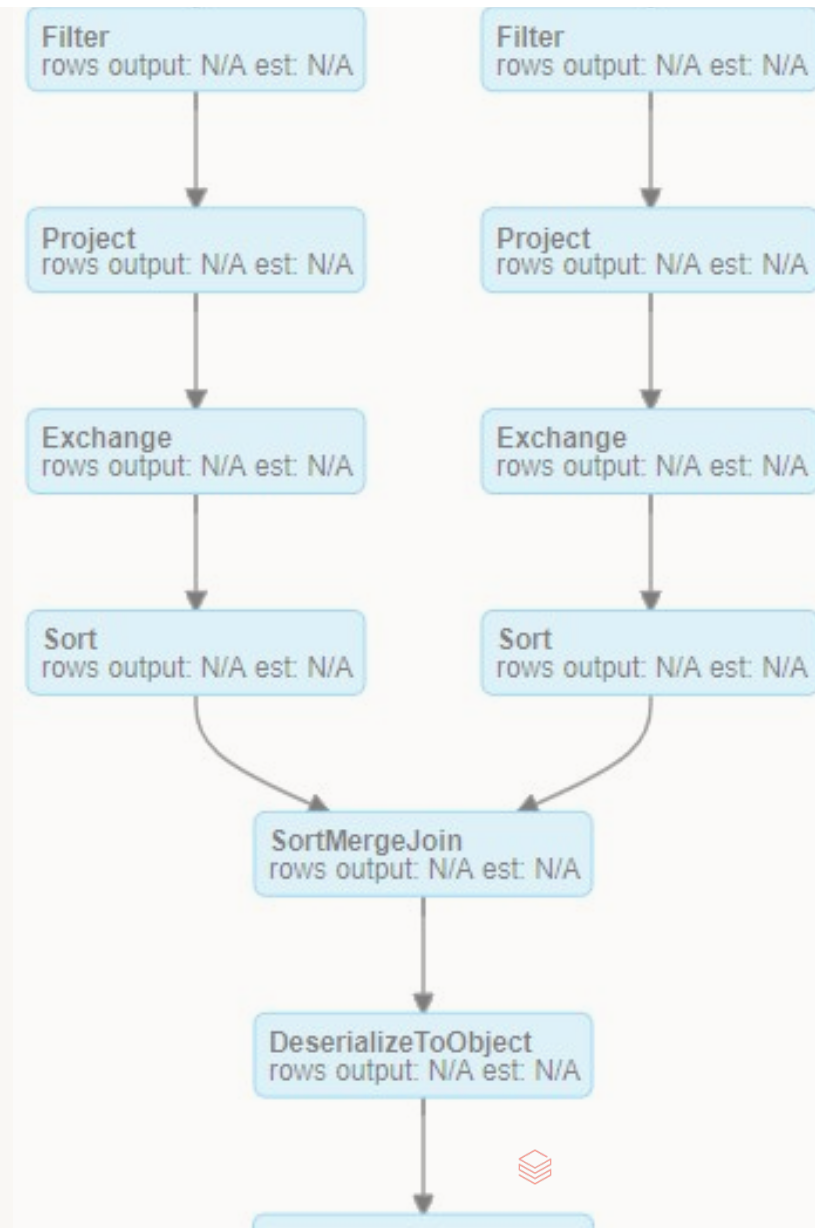 Filter
rows output: N/A est: N/A
Filter
rows output: N/A est: N/A
Project
rows output: N/A est: N/A
Project
rows output: N/A est: N/A
Exchange
rows output: N/A est: N/A
Exchange
rows output: N/A est: N/A
Sort
rows output: N/A est: N/A
Sort
rows output: N/A est: N/A
SortMergeJoin
rows output: N/A est: N/A
DeserializeToObject
rows output: N/A est: N/A